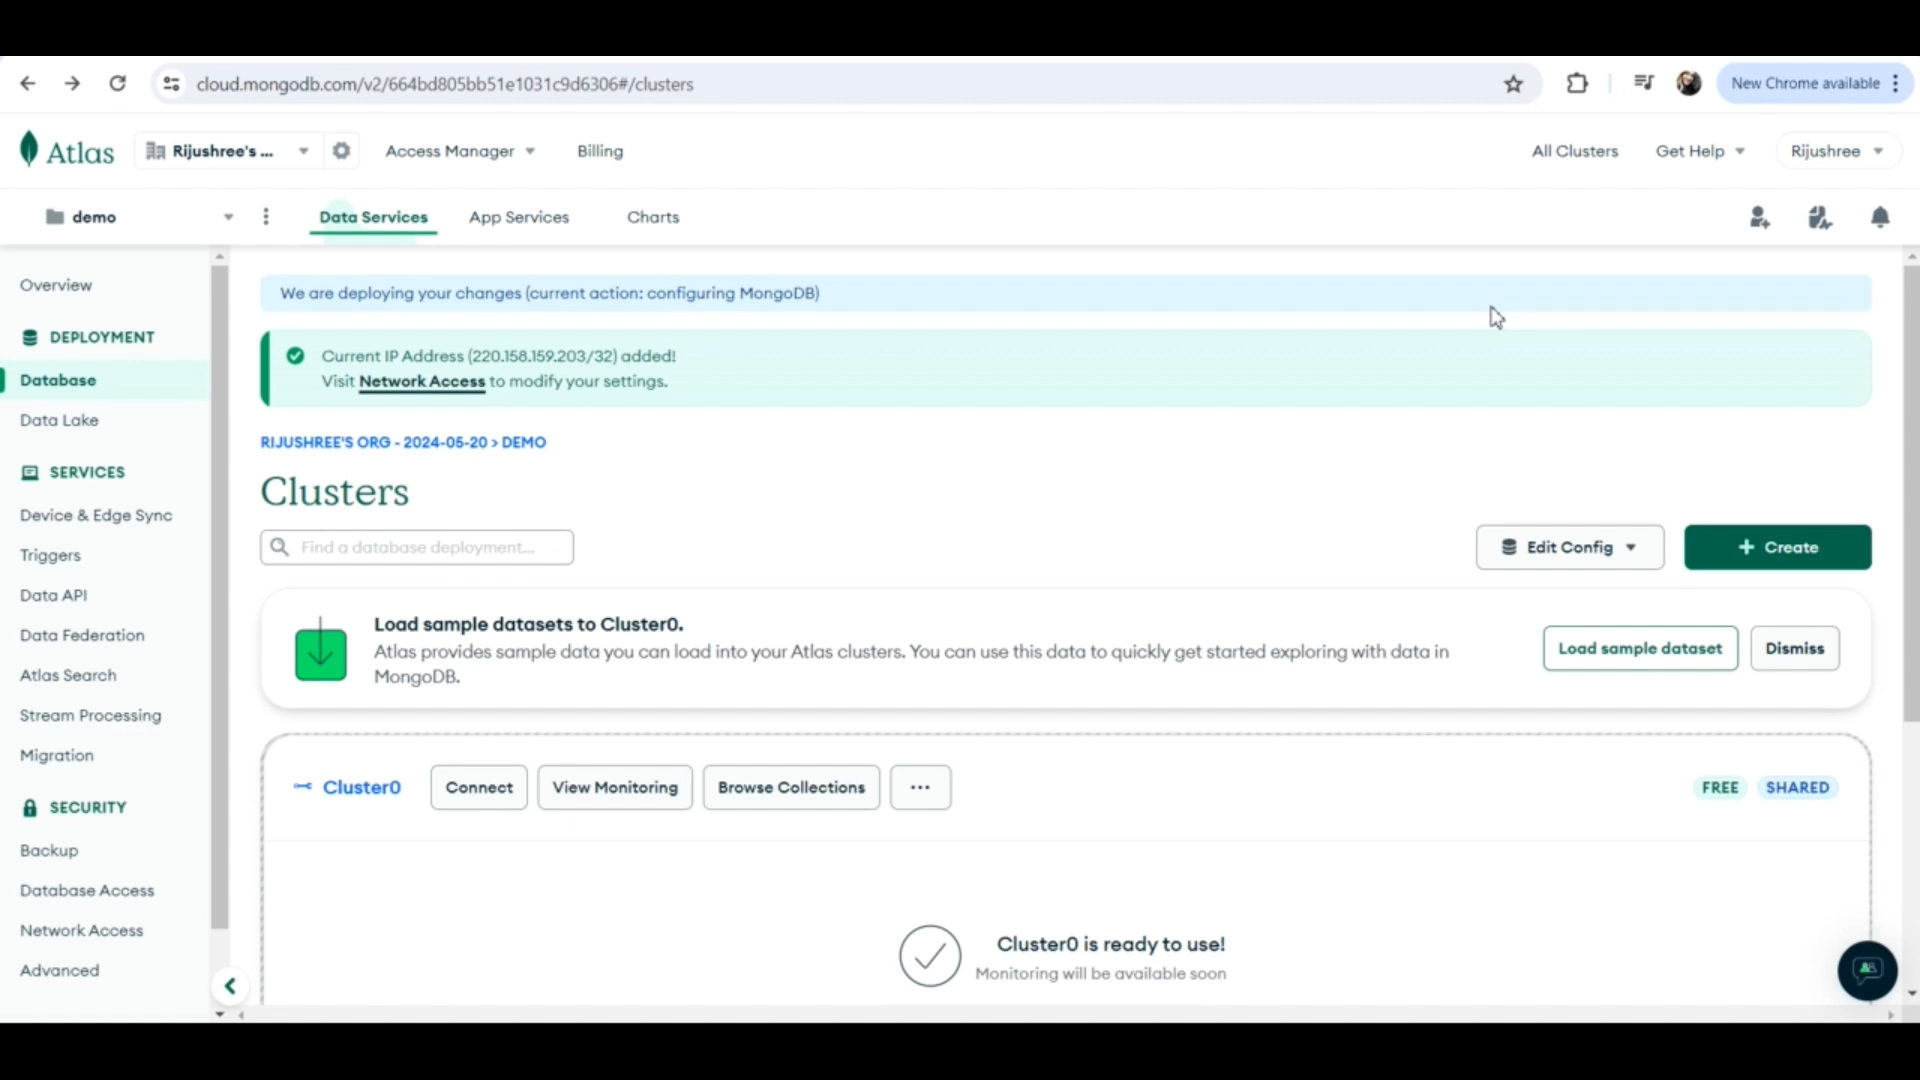 cloud.mongodb.com/v2/664bd805bb51e1031c9d6306#/clusters
New Chrome available
Atlas
Rijushree's ...
Access Manager
Billing
All Clusters
Get Help
Rijushree
demo
Data Services
App Services
Charts
Overview
DEPLOYMENT
Database
Data Lake
SERVICES
Device & Edge Sync
Triggers
Data API
Data Federation
Atlas Search
Stream Processing
Migration
SECURITY
Backup
Database Access
Network Access
Advanced
We are deploying your changes (current action: configuring MongoDB)
Current IP Address (220.158.159.203/32) added!
Visit Network Access to modify your settings.
RIJUSHREE'S ORG - 2024-05-20 > DEMO
Clusters
Find a database deployment...
Edit Config
+ Create
Load sample datasets to Cluster0.
Atlas provides sample data you can load into your Atlas clusters. You can use this data to quickly get started exploring with data in
MongoDB.
Load sample dataset
Dismiss
Cluster0
Connect
View Monitoring
Browse Collections
...
FREE
SHARED
Cluster0 is ready to use!
Monitoring will be available soon